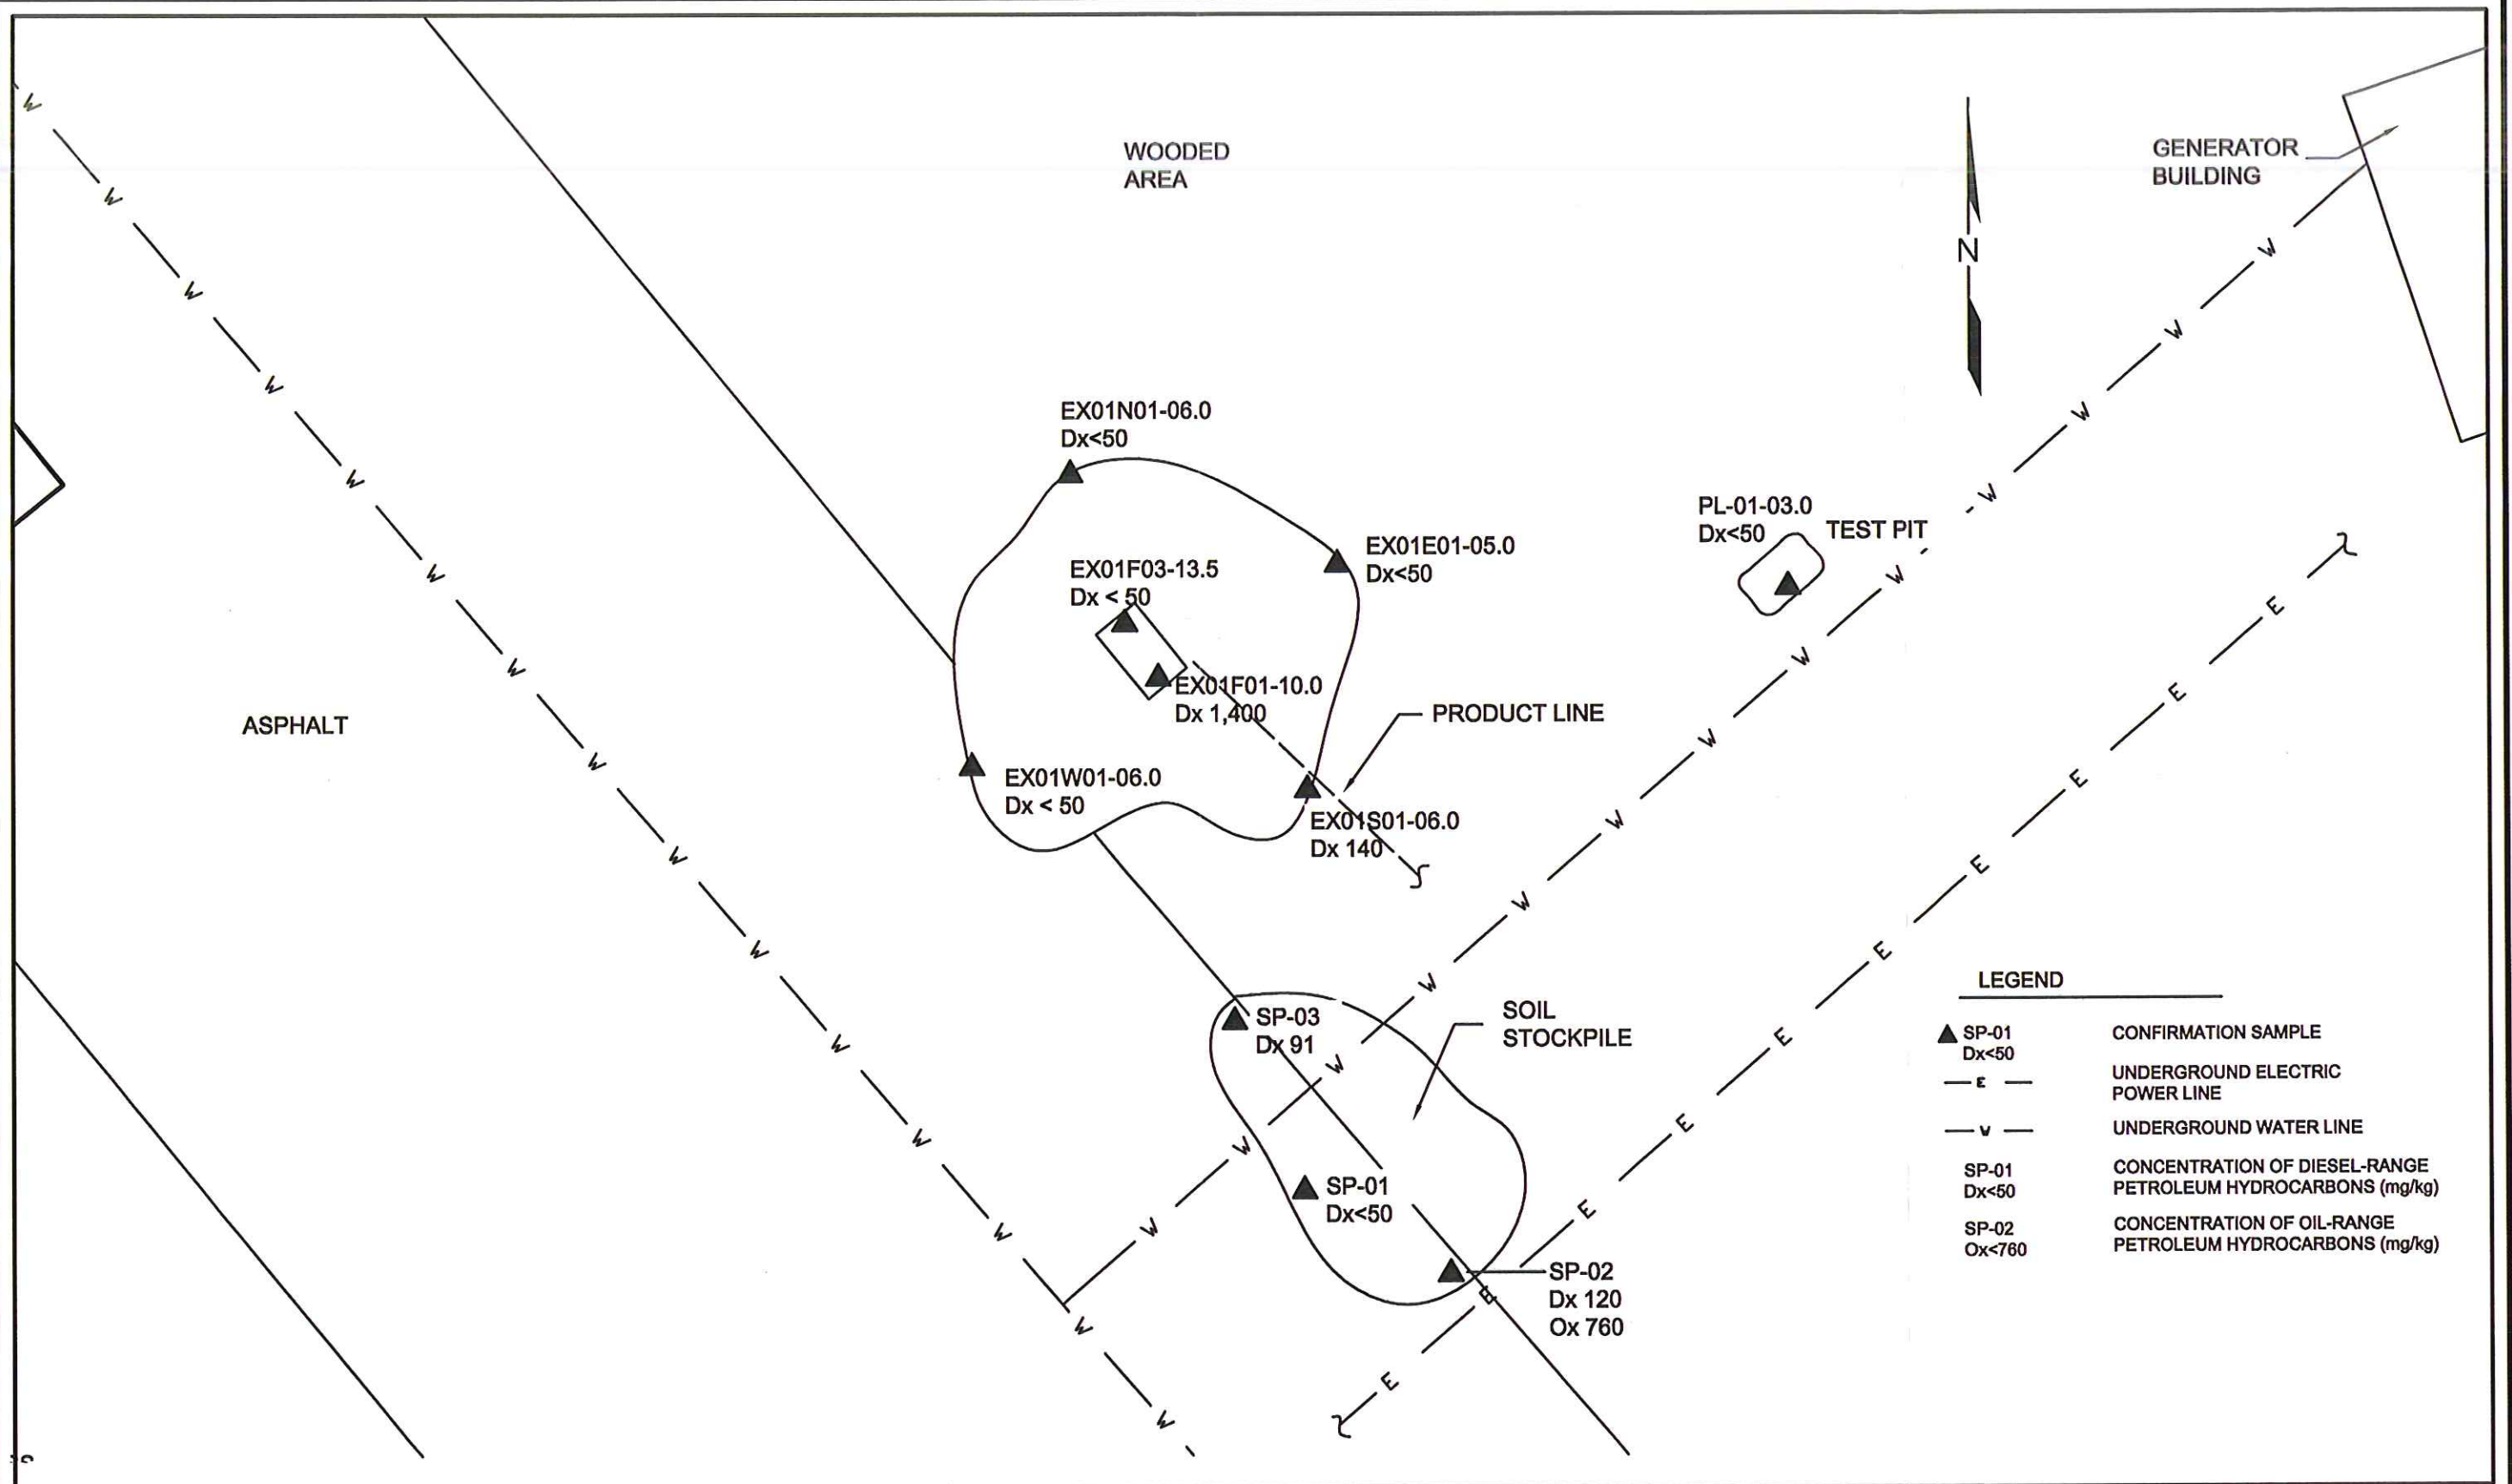 WOODED
AREA
GENERATOR
BUILDING
N
EX01N01-06.0
Dx<50
EX01E01-05.0
Dx<50
PL-01-03.0
Dx<50
TEST PIT
EX01F03-13.5
Dx < 50
EX01F01-10.0
Dx 1,400
PRODUCT LINE
ASPHALT
EX01W01-06.0
Dx < 50
EX01S01-06.0
Dx 140
SOIL
STOCKPILE
SP-03
Dx 91
SP-01
Dx<50
SP-02
Dx 120
Ox 760
LEGEND
SP-01
Dx<50
CONFIRMATION SAMPLE
E
UNDERGROUND ELECTRIC
POWER LINE
W
UNDERGROUND WATER LINE
SP-01
Dx<50
CONCENTRATION OF DIESEL-RANGE
PETROLEUM HYDROCARBONS (mg/kg)
SP-02
Ox<760
CONCENTRATION OF OIL-RANGE
PETROLEUM HYDROCARBONS (mg/kg)